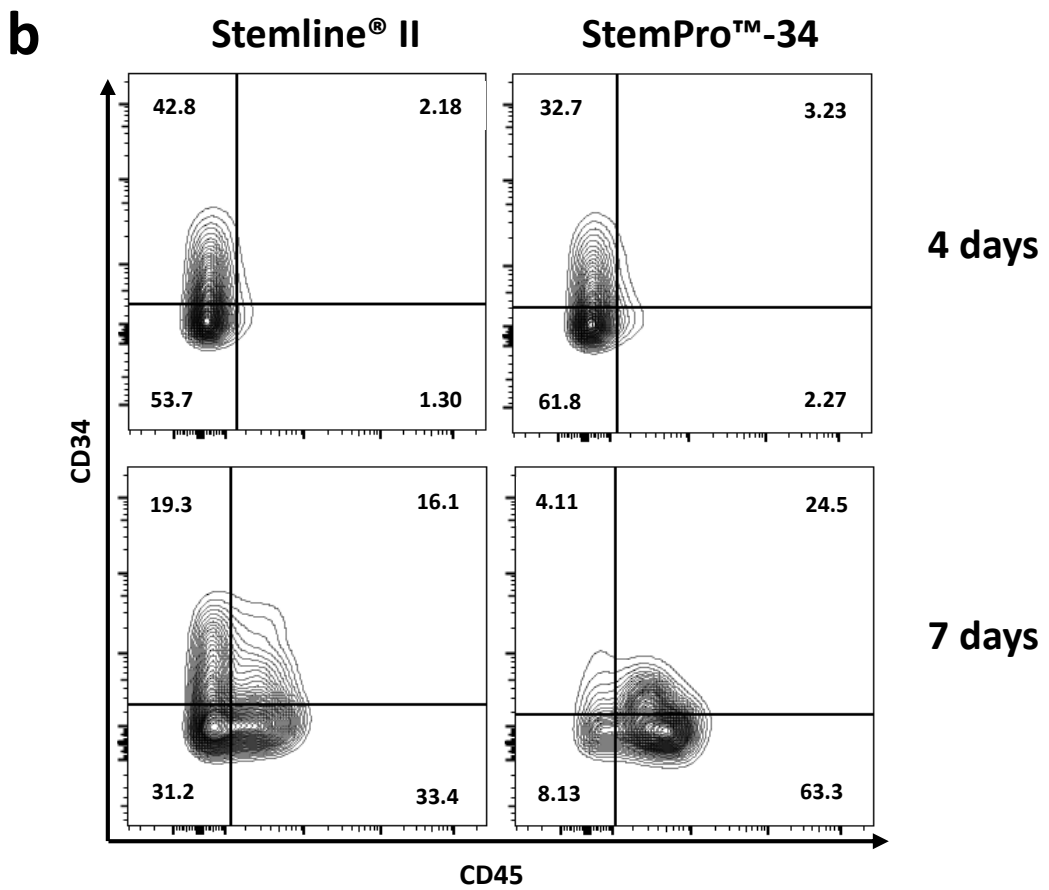 b
Stemline® II
StemPro™-34
42.8
2.18
32.7
3.23
4 days
53.7
1.30
61.8
2.27
CD34
19.3
16.1
4.11
24.5
7 days
31.2
33.4
8.13
63.3
CD45